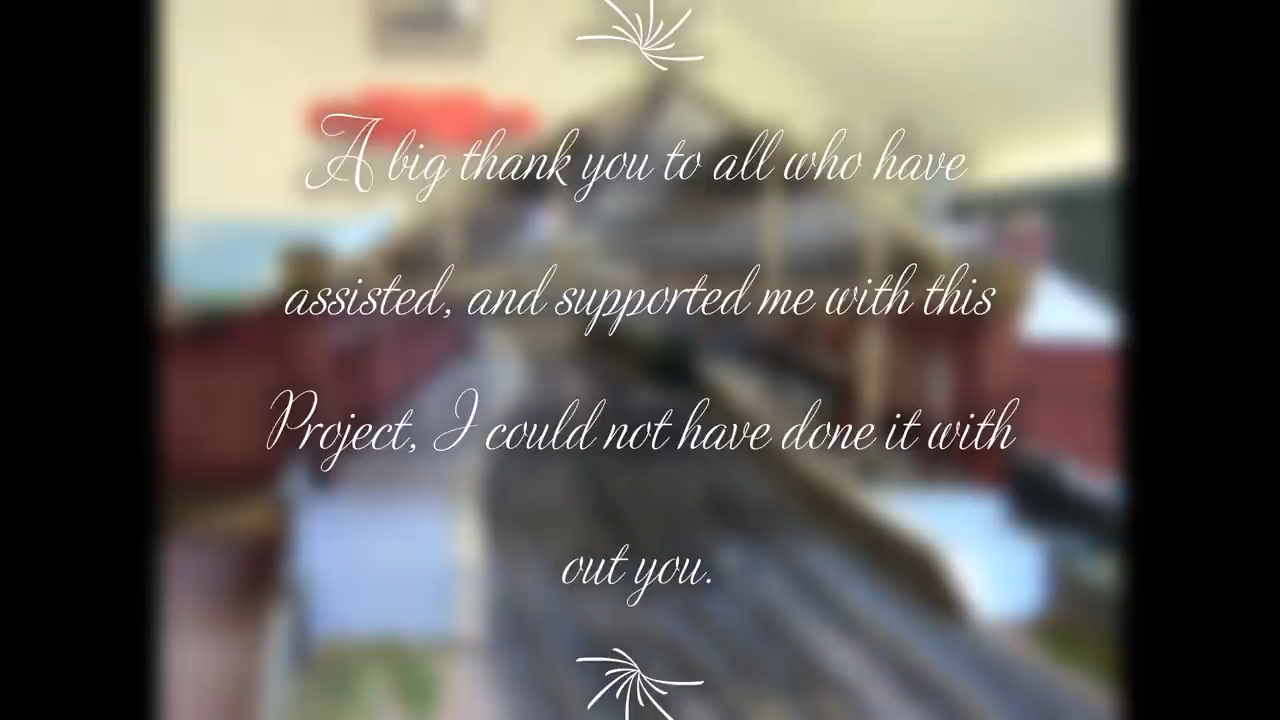 A big thank you to all who have
assisted, and supported me with this
Project, I could not have done it with
out you.